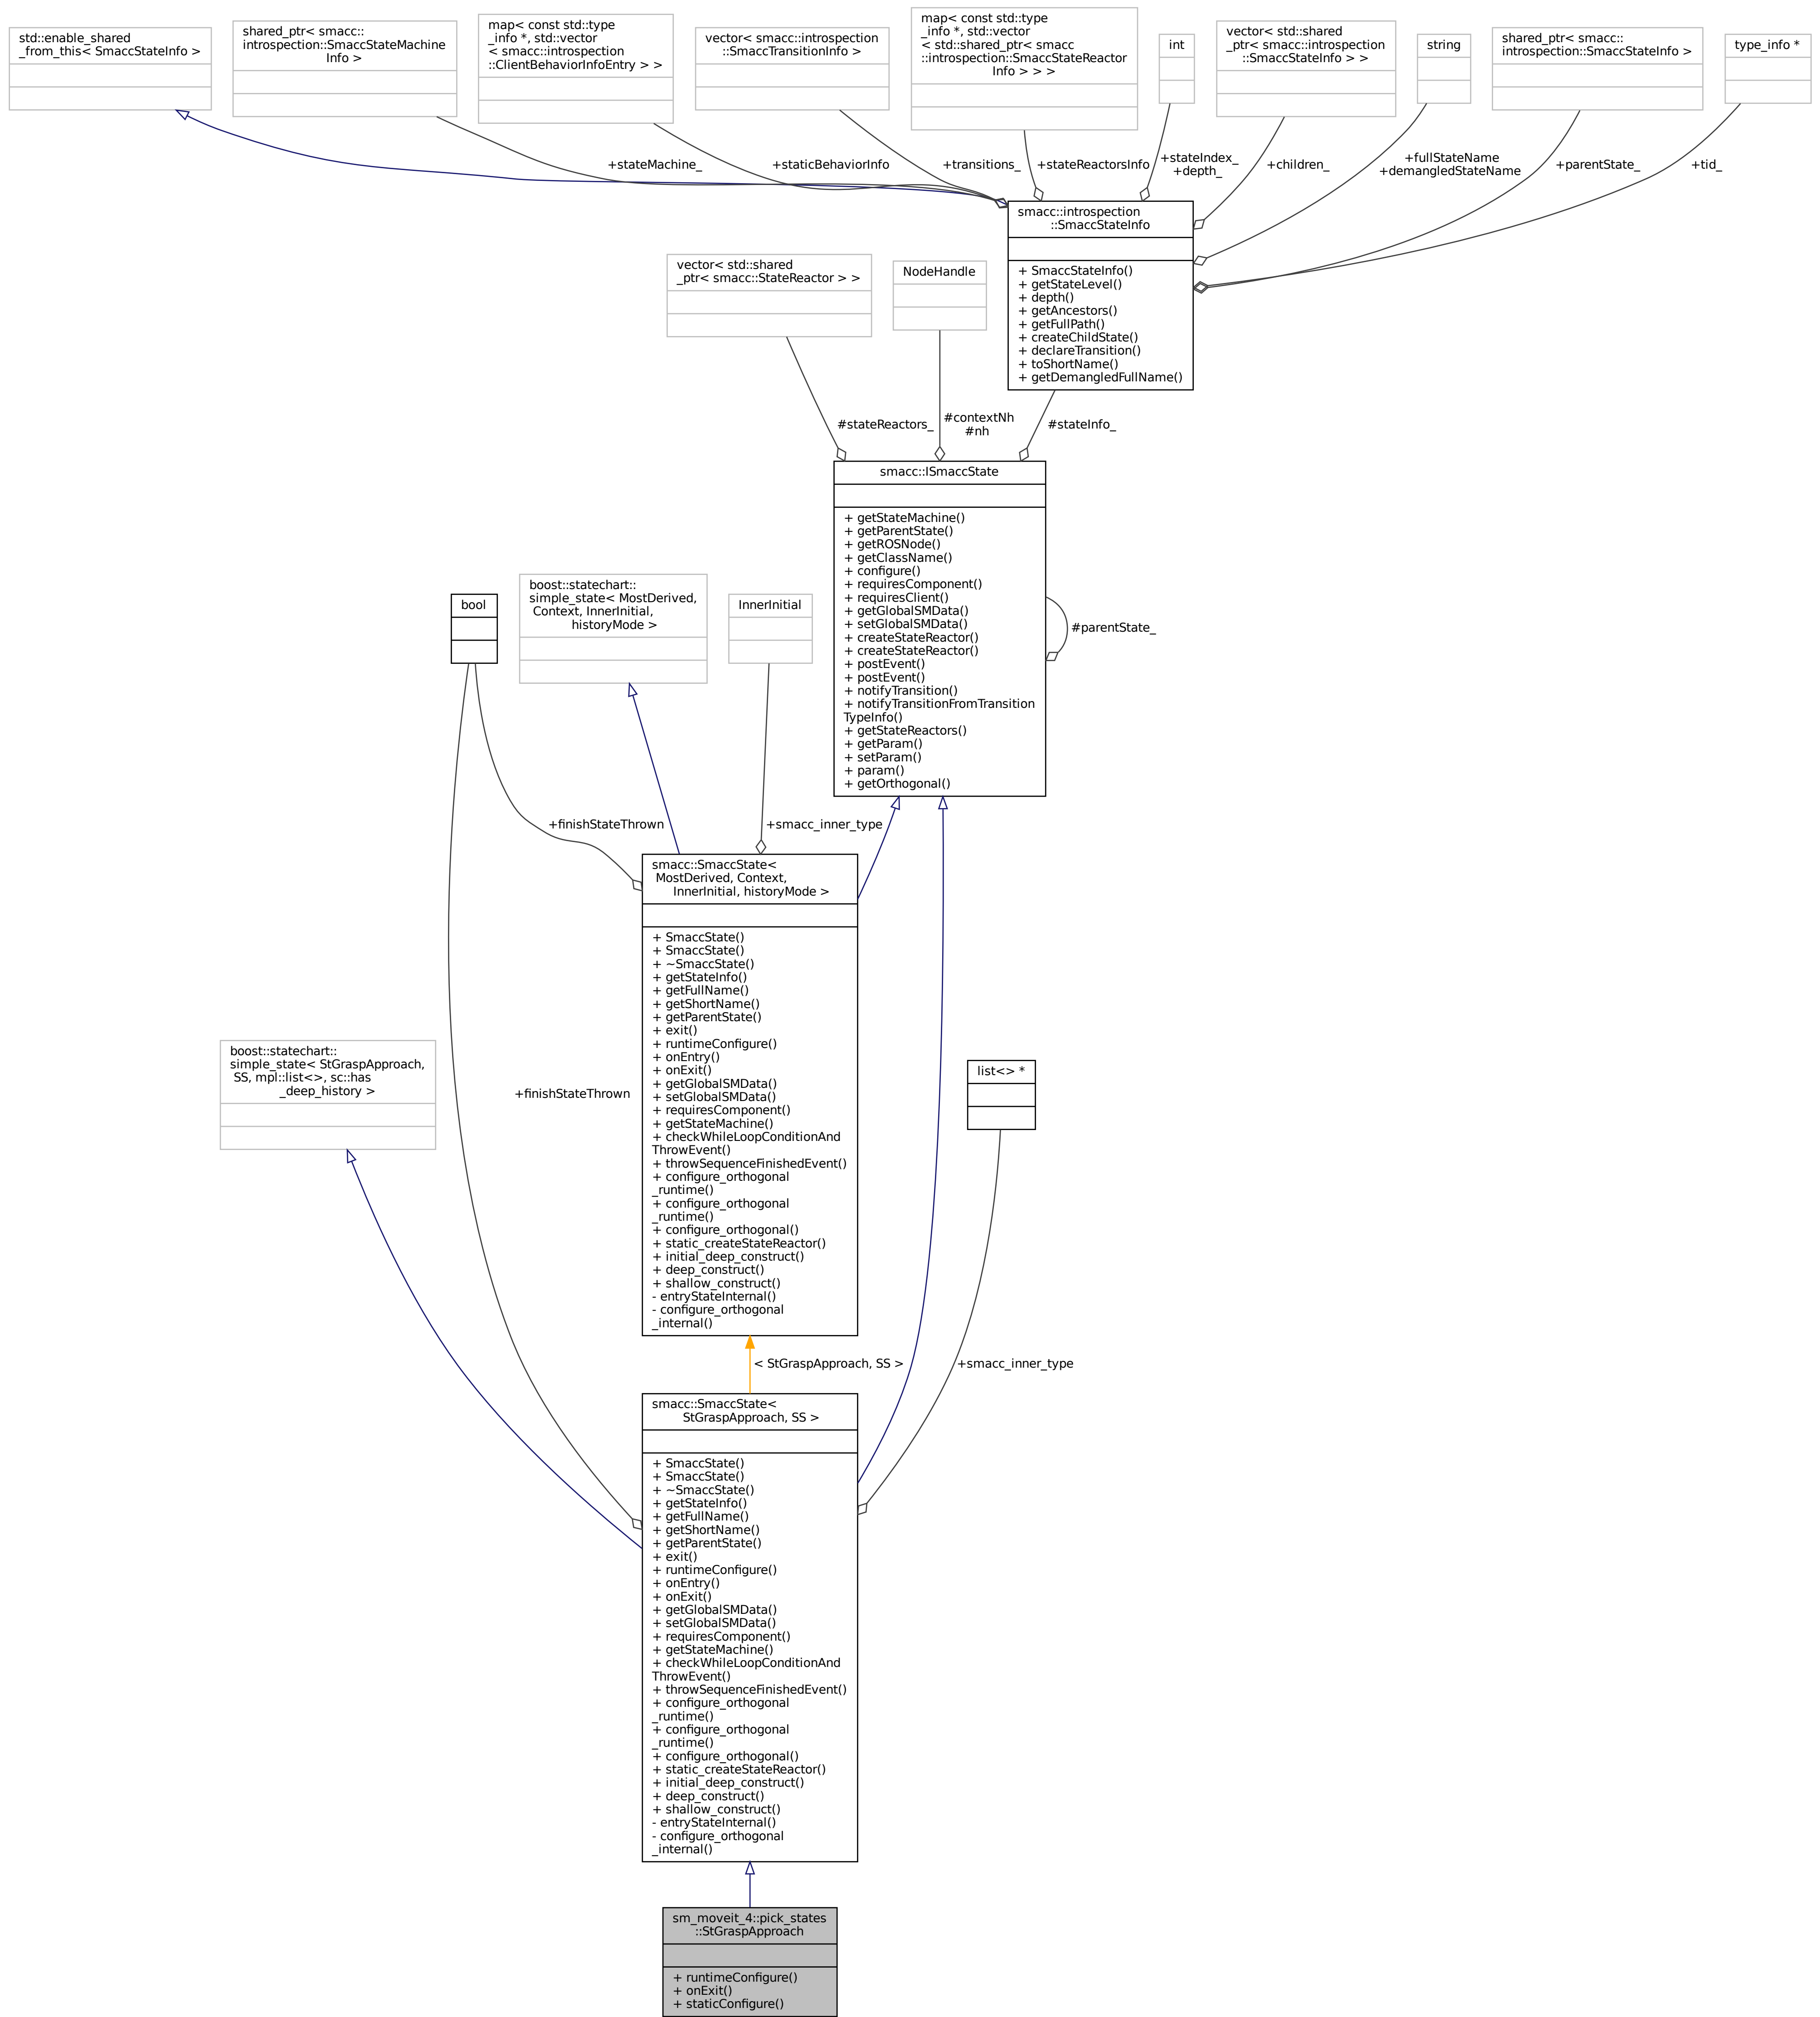 std::enable_shared
_from_this< SmaccStateInfo >
shared_ptr< smacc::
introspection::SmaccStateMachine
Info >
map< const std::type
_info *, std::vector
< smacc::introspection
::ClientBehaviorInfoEntry > >
vector< smacc::introspection
::SmaccTransitionInfo >
map< const std::type
_info *, std::vector
< std::shared_ptr< smacc
::introspection::SmaccStateReactor
Info > > >
int
vector< std::shared
_ptr< smacc::introspection
::SmaccStateInfo > >
string
shared_ptr< smacc::
introspection::SmaccStateInfo >
type_info *
+stateMachine_
+staticBehaviorInfo
+transitions_
+stateReactorsInfo
+stateIndex_
+depth_
+children_
+fullStateName
+demangledStateName
+parentState_
+tid_
smacc::introspection
::SmaccStateInfo
+ SmaccStateInfo()
+ getStateLevel()
+ depth()
+ getAncestors()
+ getFullPath()
+ createChildState()
+ declareTransition()
+ toShortName()
+ getDemangledFullName()
vector< std::shared
_ptr< smacc::StateReactor > >
NodeHandle
#stateReactors_
#contextNh
#nh
#stateInfo_
smacc::ISmaccState
+ getStateMachine()
+ getParentState()
+ getROSNode()
+ getClassName()
+ configure()
+ requiresComponent()
+ requiresClient()
+ getGlobalSMData()
+ setGlobalSMData()
+ createStateReactor()
+ createStateReactor()
+ postEvent()
+ postEvent()
+ notifyTransition()
+ notifyTransitionFromTransition
TypeInfo()
+ getStateReactors()
+ getParam()
+ setParam()
+ param()
+ getOrthogonal()
#parentState_
bool
boost::statechart::
simple_state< MostDerived,
Context, InnerInitial,
historyMode >
InnerInitial
+finishStateThrown
+smacc_inner_type
smacc::SmaccState<
MostDerived, Context,
InnerInitial, historyMode >
+ SmaccState()
+ SmaccState()
+ ~SmaccState()
+ getStateInfo()
+ getFullName()
+ getShortName()
+ getParentState()
+ exit()
+ runtimeConfigure()
+ onEntry()
+ onExit()
+ getGlobalSMData()
+ setGlobalSMData()
+ requiresComponent()
+ getStateMachine()
+ checkWhileLoopConditionAnd
ThrowEvent()
+ throwSequenceFinishedEvent()
+ configure_orthogonal
_runtime()
+ configure_orthogonal
_runtime()
+ configure_orthogonal()
+ static_createStateReactor()
+ initial_deep_construct()
+ deep_construct()
+ shallow_construct()
- entryStateInternal()
- configure_orthogonal
_internal()
boost::statechart::
simple_state< StGraspApproach,
SS, mpl::list<>, sc::has
_deep_history >
+finishStateThrown
list<> *
< StGraspApproach, SS >
+smacc_inner_type
smacc::SmaccState<
StGraspApproach, SS >
+ SmaccState()
+ SmaccState()
+ ~SmaccState()
+ getStateInfo()
+ getFullName()
+ getShortName()
+ getParentState()
+ exit()
+ runtimeConfigure()
+ onEntry()
+ onExit()
+ getGlobalSMData()
+ setGlobalSMData()
+ requiresComponent()
+ getStateMachine()
+ checkWhileLoopConditionAnd
ThrowEvent()
+ throwSequenceFinishedEvent()
+ configure_orthogonal
_runtime()
+ configure_orthogonal
_runtime()
+ configure_orthogonal()
+ static_createStateReactor()
+ initial_deep_construct()
+ deep_construct()
+ shallow_construct()
- entryStateInternal()
- configure_orthogonal
_internal()
sm_moveit_4::pick_states
::StGraspApproach
+ runtimeConfigure()
+ onExit()
+ staticConfigure()